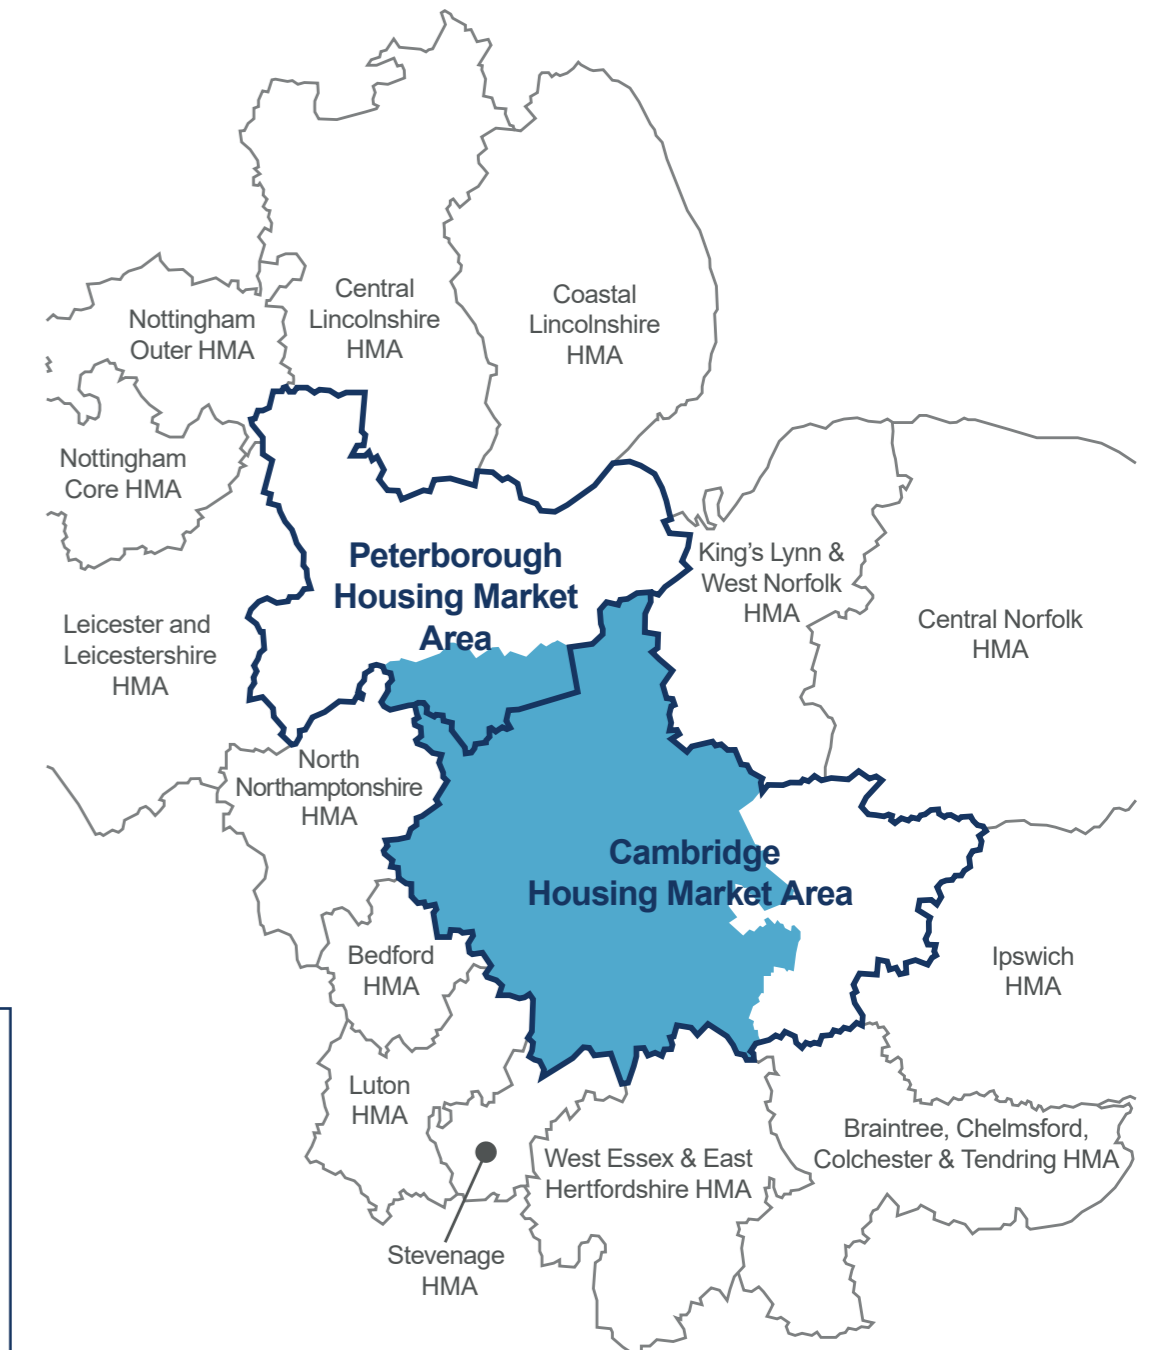 Central
Lincolnshire
HMA
Coastal
Lincolnshire
HMA
Nottingham
Outer HMA
Nottingham
Core HMA
Peterborough
Housing Market
Area
King’s Lynn &
West Norfolk
HMA
Central Norfolk
HMA
Leicester and
Leicestershire
HMA
North
Northamptonshire
HMA
Cambridge
Housing Market Area
Bedford
HMA
Ipswich
HMA
Luton
HMA
Braintree, Chelmsford,
Colchester & Tendring HMA
West Essex & East
Hertfordshire HMA
Stevenage
HMA